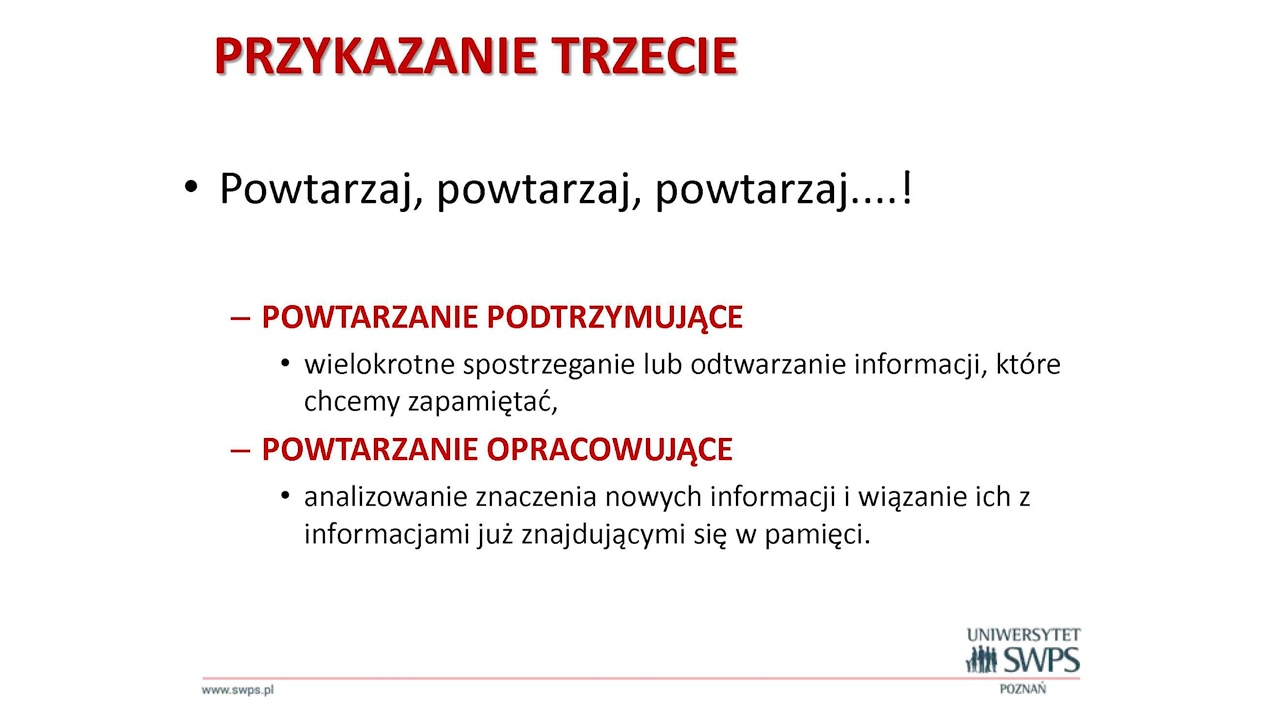 PRZYKAZANIE TRZECIE
• Powtarzaj, powtarzaj, powtarzaj....!
– POWTARZANIE PODTRZYMUJĄCE
• wielokrotne spostrzeganie lub odtwarzanie informacji, które
chcemy zapamiętać,
– POWTARZANIE OPRACOWUJĄCE
• analizowanie znaczenia nowych informacji i wiązanie ich z
informacjami już znajdującymi się w pamięci.
UNIWERSYTET
SWPS
www.swps.pl
POZNAŃ